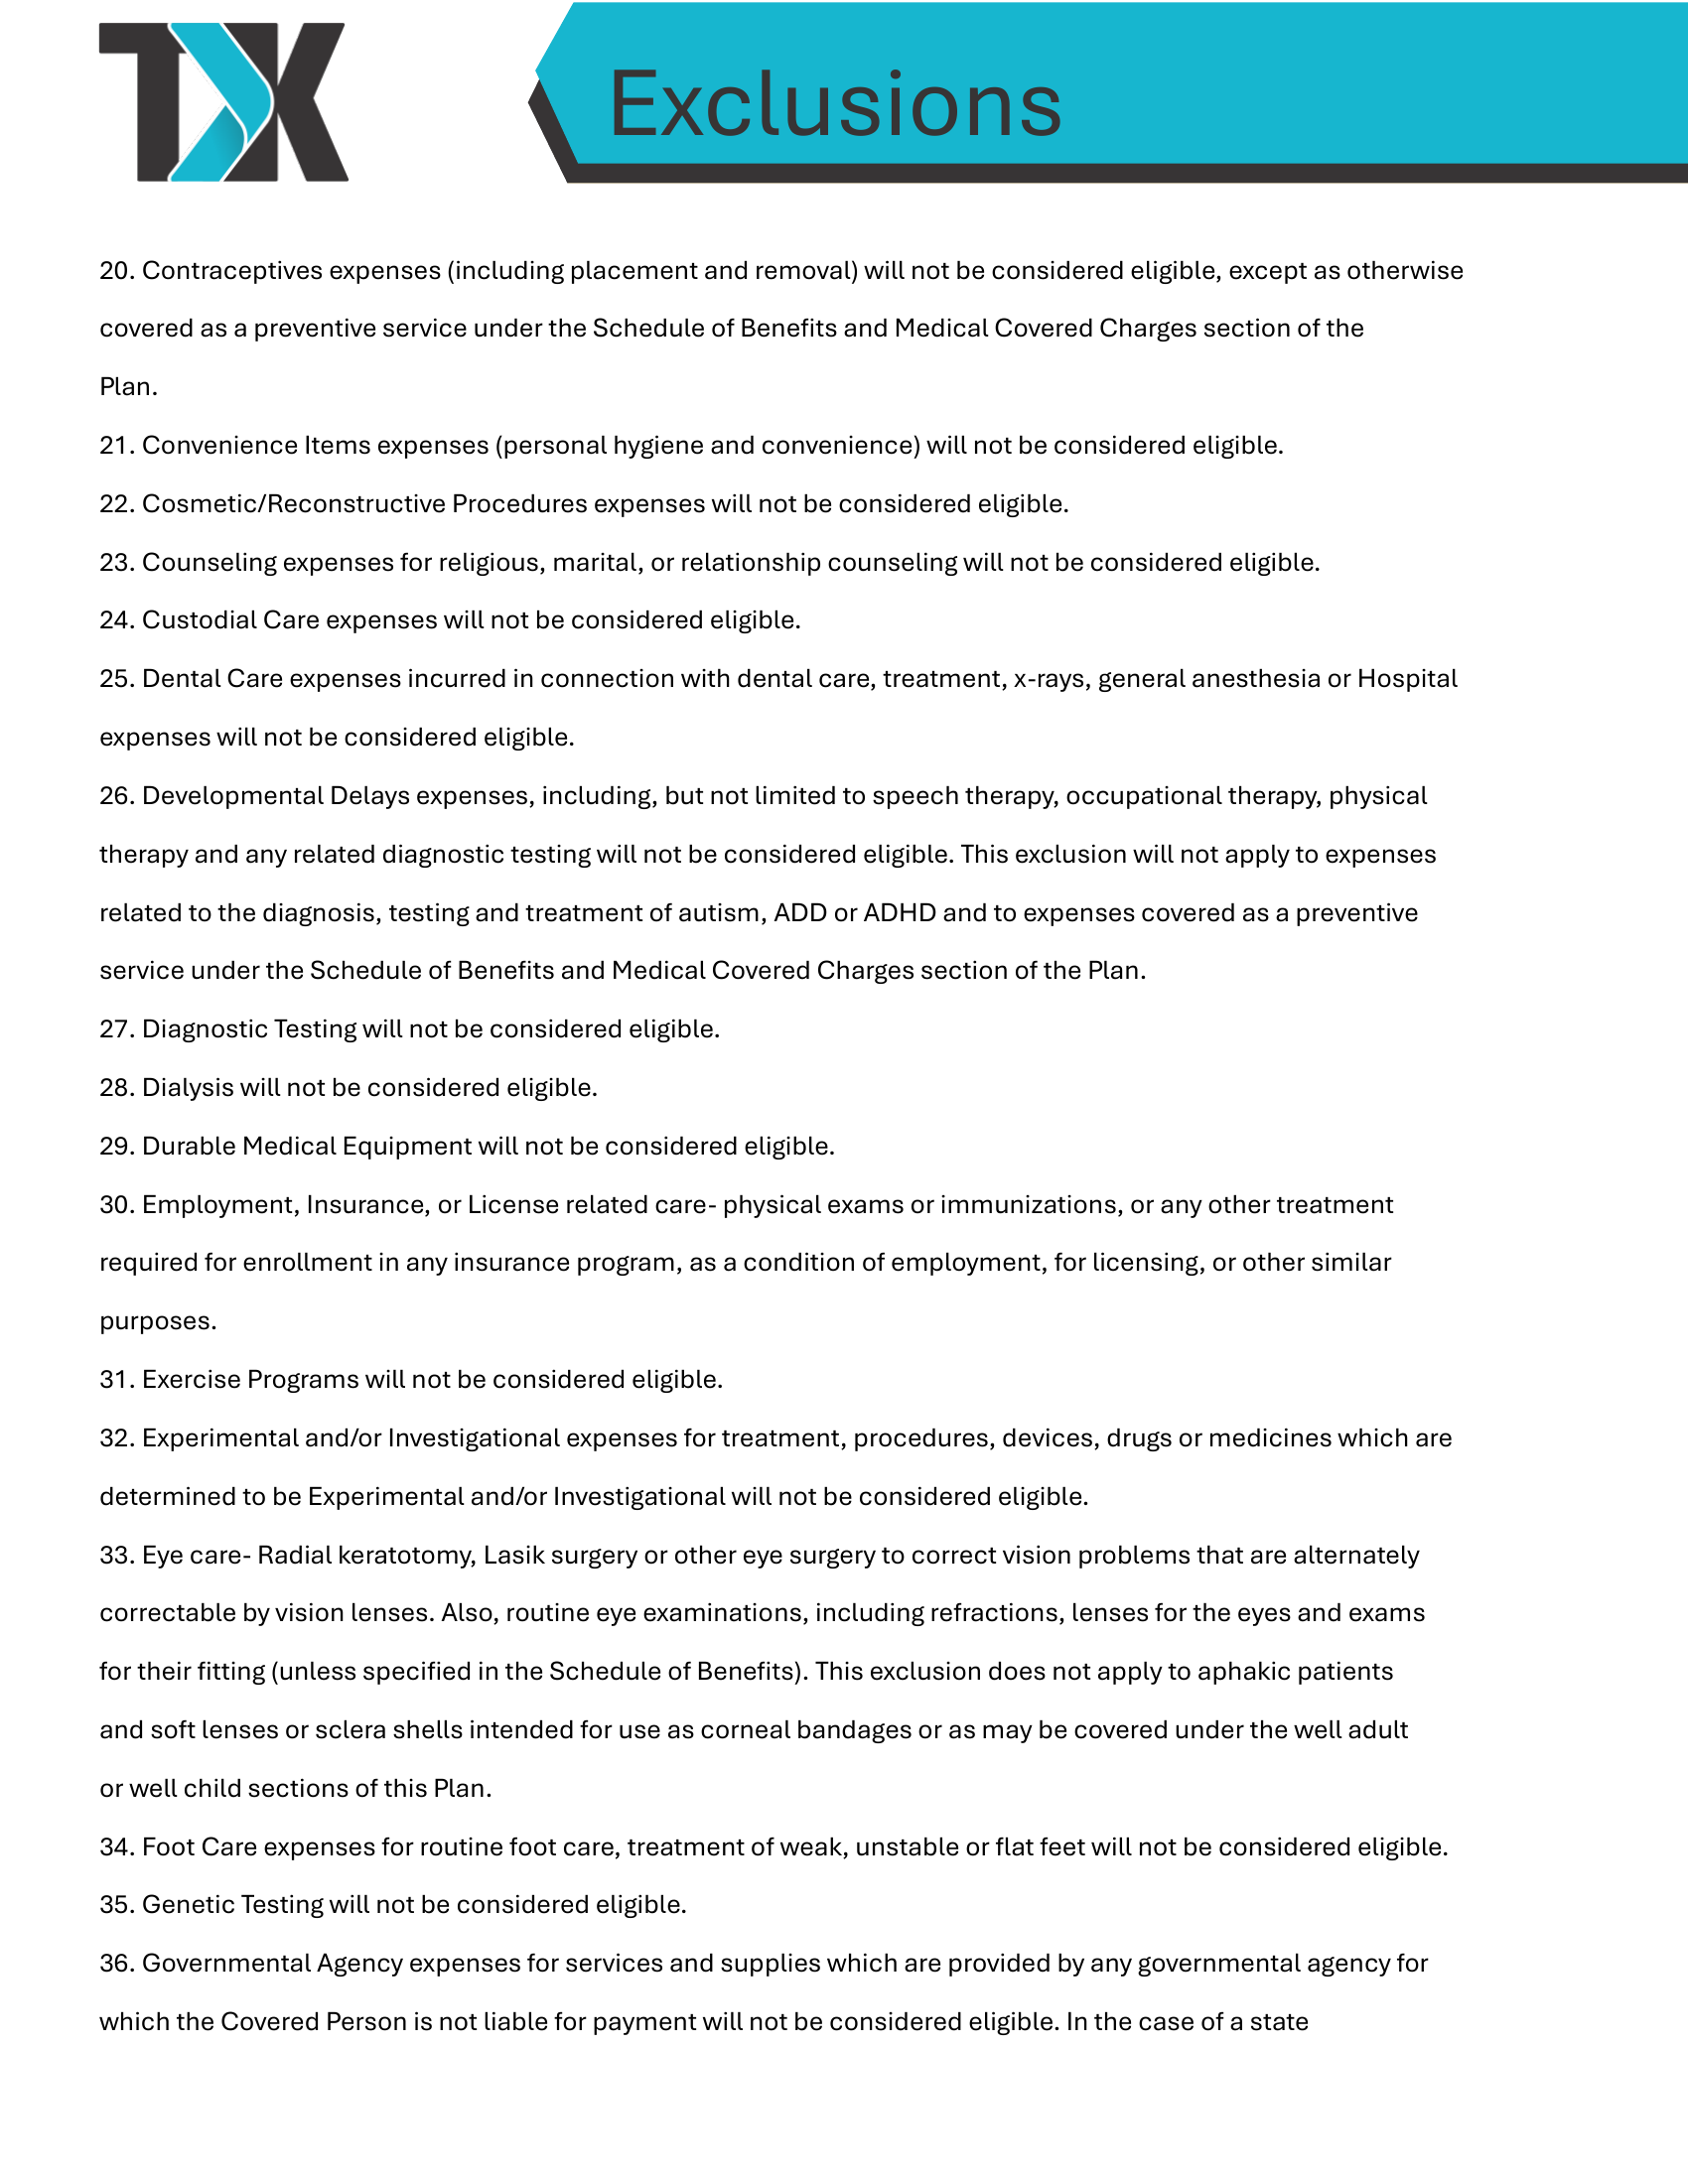 TXK
Exclusions
20. Contraceptives expenses (including placement and removal) will not be considered eligible, except as otherwise
covered as a preventive service under the Schedule of Benefits and Medical Covered Charges section of the
Plan.
21. Convenience Items expenses (personal hygiene and convenience) will not be considered eligible.
22. Cosmetic/Reconstructive Procedures expenses will not be considered eligible.
23. Counseling expenses for religious, marital, or relationship counseling will not be considered eligible.
24. Custodial Care expenses will not be considered eligible.
25. Dental Care expenses incurred in connection with dental care, treatment, x-rays, general anesthesia or Hospital
expenses will not be considered eligible.
26. Developmental Delays expenses, including, but not limited to speech therapy, occupational therapy, physical
therapy and any related diagnostic testing will not be considered eligible. This exclusion will not apply to expenses
related to the diagnosis, testing and treatment of autism, ADD or ADHD and to expenses covered as a preventive
service under the Schedule of Benefits and Medical Covered Charges section of the Plan.
27. Diagnostic Testing will not be considered eligible.
28. Dialysis will not be considered eligible.
29. Durable Medical Equipment will not be considered eligible.
30. Employment, Insurance, or License related care- physical exams or immunizations, or any other treatment
required for enrollment in any insurance program, as a condition of employment, for licensing, or other similar
purposes.
31. Exercise Programs will not be considered eligible.
32. Experimental and/or Investigational expenses for treatment, procedures, devices, drugs or medicines which are
determined to be Experimental and/or Investigational will not be considered eligible.
33. Eye care- Radial keratotomy, Lasik surgery or other eye surgery to correct vision problems that are alternately
correctable by vision lenses. Also, routine eye examinations, including refractions, lenses for the eyes and exams
for their fitting (unless specified in the Schedule of Benefits). This exclusion does not apply to aphakic patients
and soft lenses or sclera shells intended for use as corneal bandages or as may be covered under the well adult
or well child sections of this Plan.
34. Foot Care expenses for routine foot care, treatment of weak, unstable or flat feet will not be considered eligible.
35. Genetic Testing will not be considered eligible.
36. Governmental Agency expenses for services and supplies which are provided by any governmental agency for
which the Covered Person is not liable for payment will not be considered eligible. In the case of a state